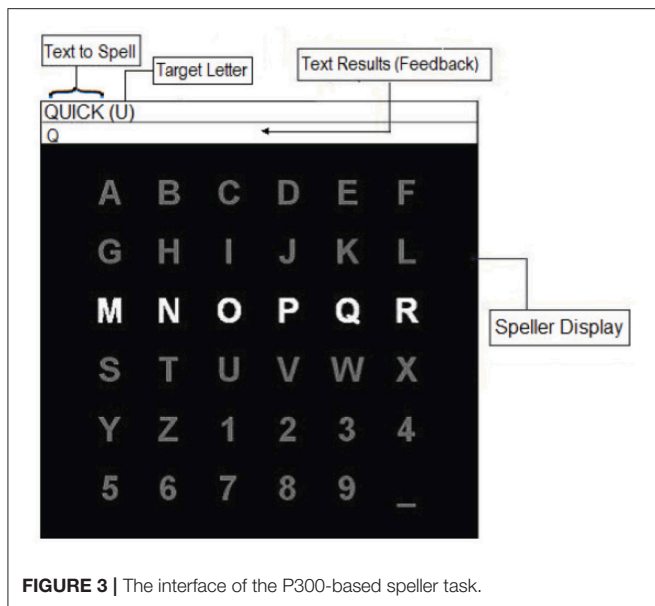 Text to Spell
Target Letter
Text Results (Feedback)
QUICK (U)
Q
A B C D E F
G H I J K L
M N O P Q R
Speller Display
S T U V W X
Y Z 1 2 3 4
5 6 7 8 9 _
FIGURE 3 | The interface of the P300-based speller task.